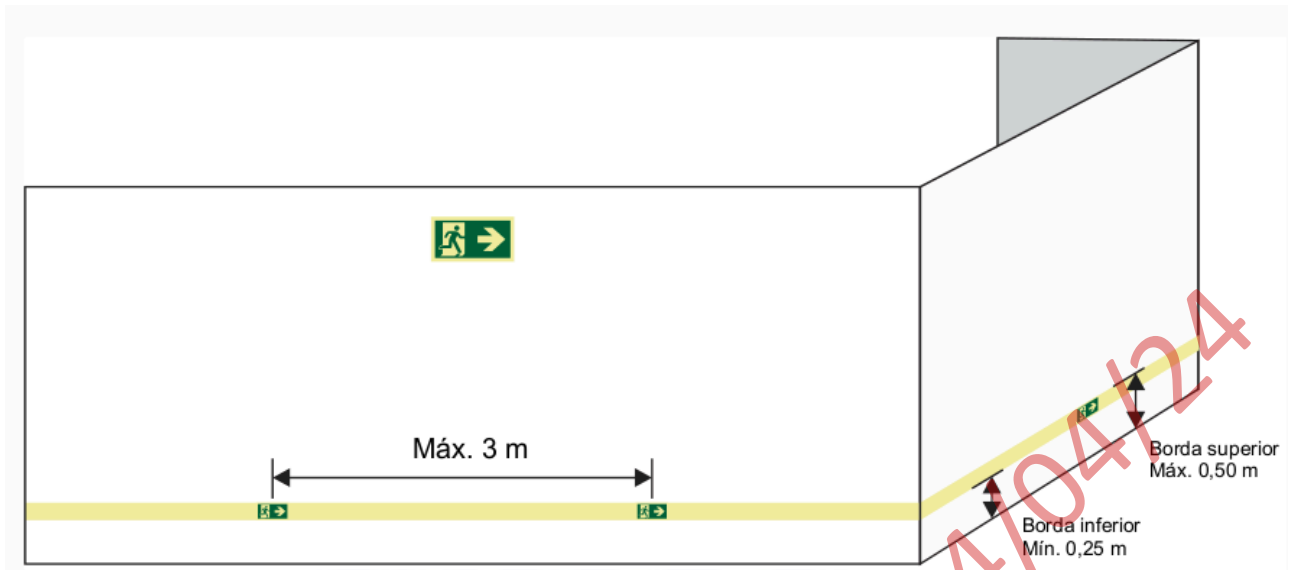 Máx. 3 m
Borda superior
Máx. 0,50 m
Borda inferior
Mín. 0,25 m
4/04/24